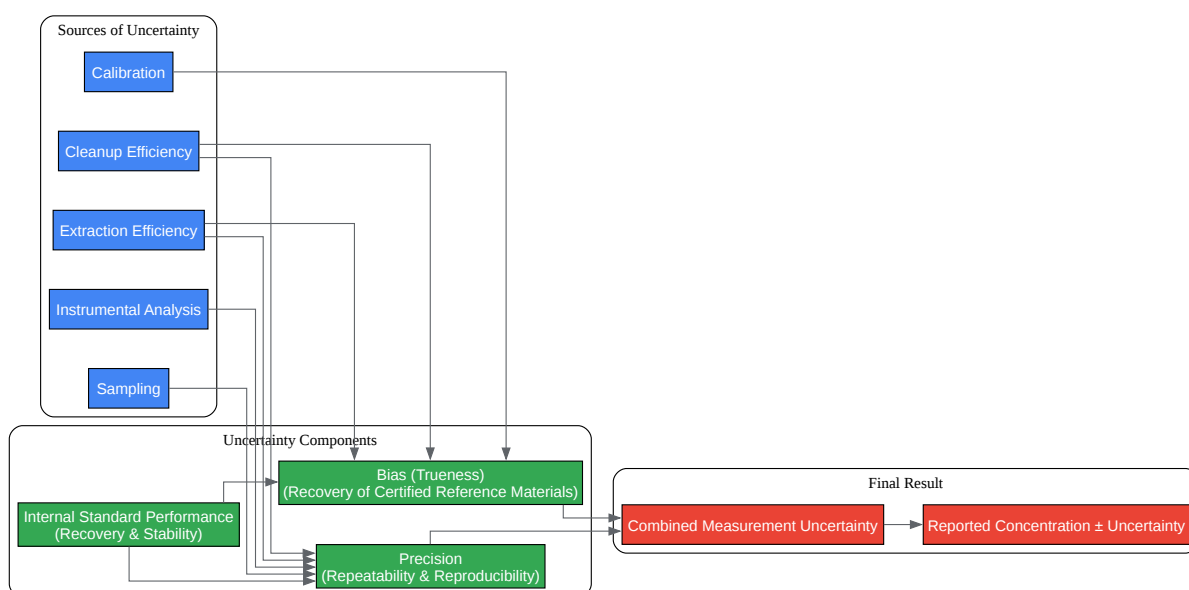 Sources of Uncertainty
Calibration
Cleanup Efficiency
Extraction Efficiency
Instrumental Analysis
Sampling
Uncertainty Components
Bias (Trueness)
(Recovery of Certified Reference Materials)
Internal Standard Performance
(Recovery & Stability)
Precision
(Repeatability & Reproducibility)
Final Result
Combined Measurement Uncertainty
Reported Concentration ± Uncertainty